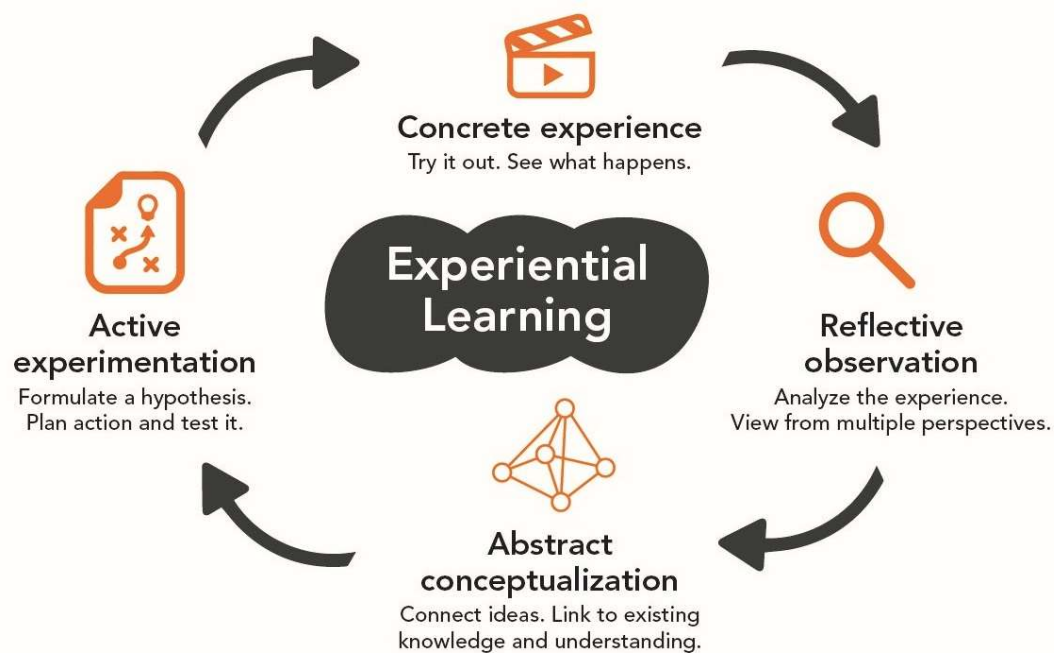 Concrete experience
Try it out. See what happens.
Experiential
Learning
Reflective
observation
Analyze the experience.
View from multiple perspectives.
Abstract
conceptualization
Connect ideas. Link to existing
knowledge and understanding.
Active
experimentation
Formulate a hypothesis.
Plan action and test it.